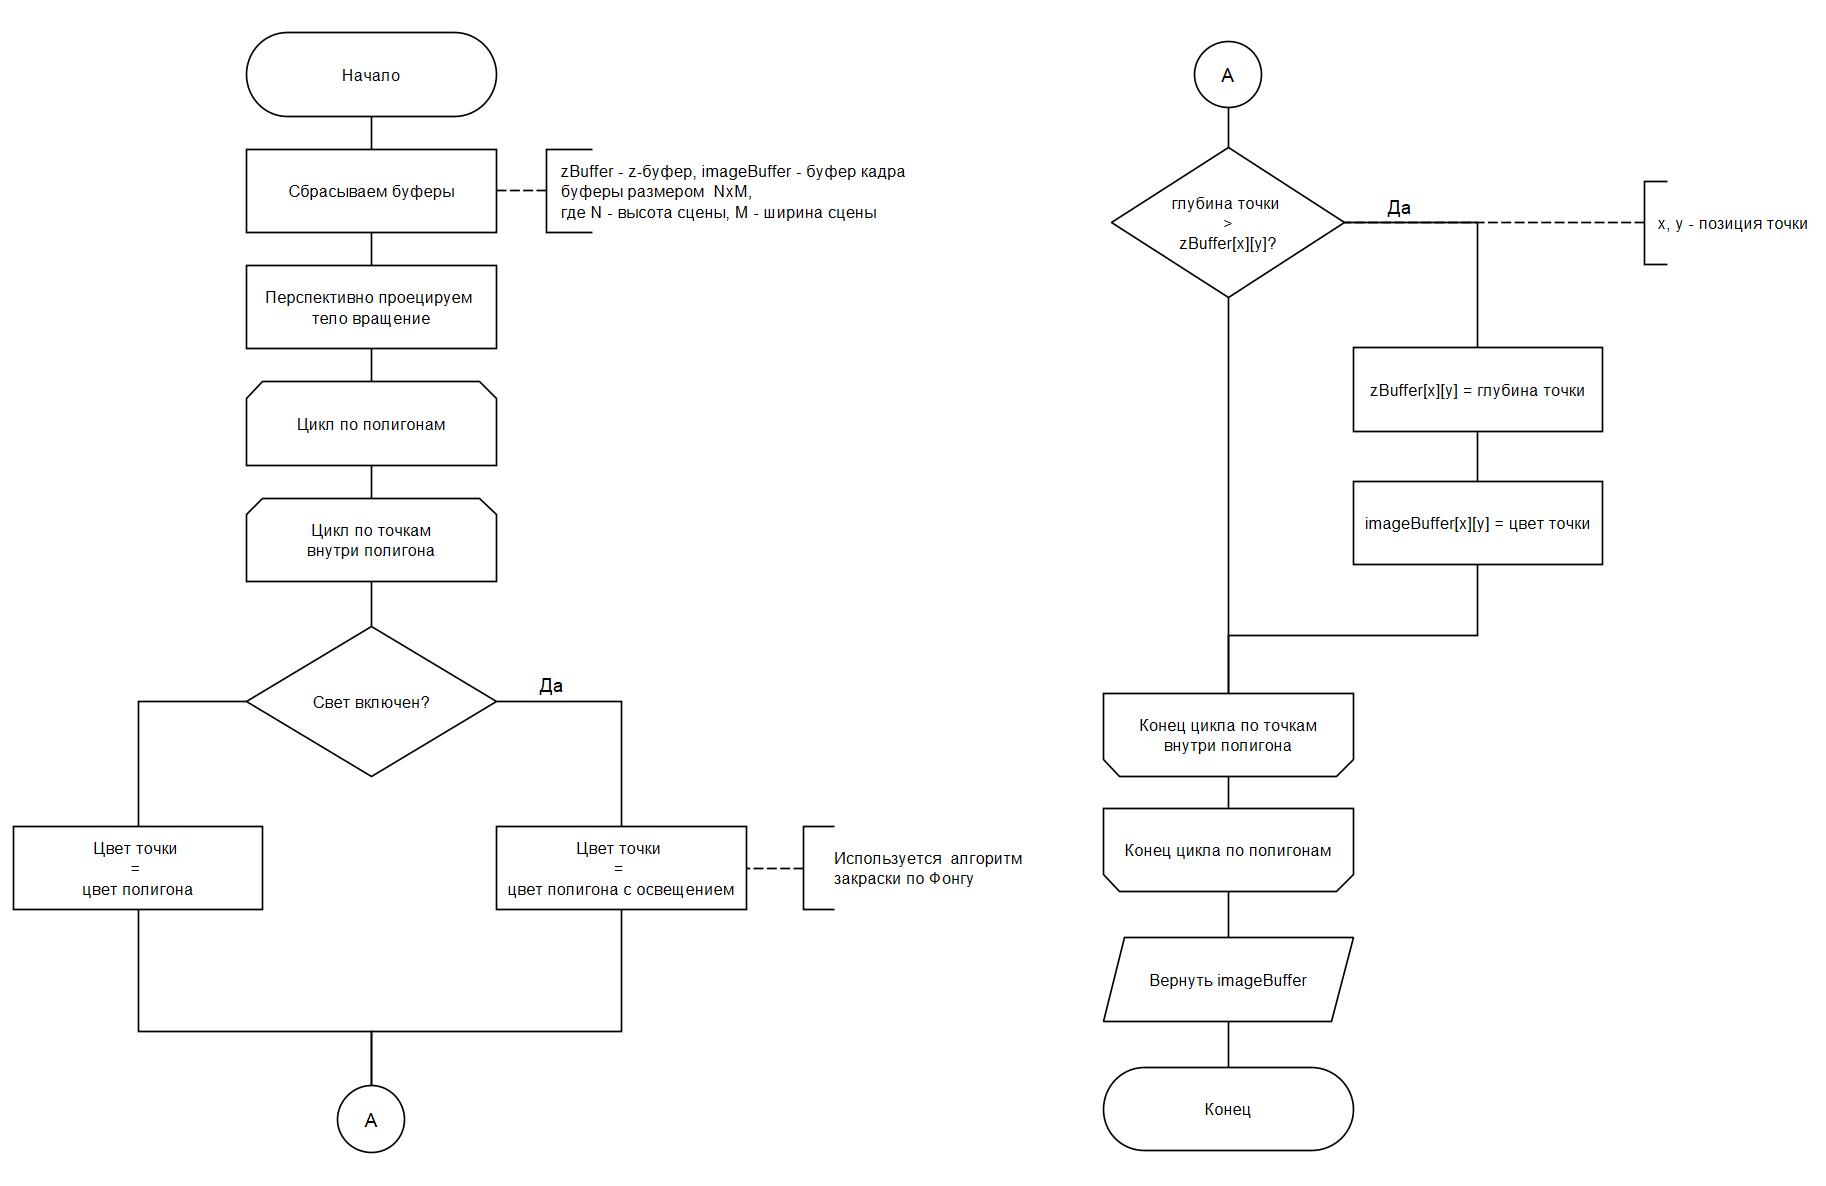 Начало
Сбрасываем буферы
zBuffer - z-буфер, imageBuffer - буфер кадра
буферы размером NxM,
где N - высота сцены, M - ширина сцены
Перспективно проецируем
тело вращение
Цикл по полигонам
Цикл по точкам
внутри полигона
Свет включен?
Да
Цвет точки
=
цвет полигона
Цвет точки
=
цвет полигона с освещением
Используется алгоритм
закраски по Фонгу
А
А
глубина точки
>
zBuffer[x][y]?
Да
x, y - позиция точки
zBuffer[x][y] = глубина точки
imageBuffer[x][y] = цвет точки
Конец цикла по точкам
внутри полигона
Конец цикла по полигонам
Вернуть imageBuffer
Конец